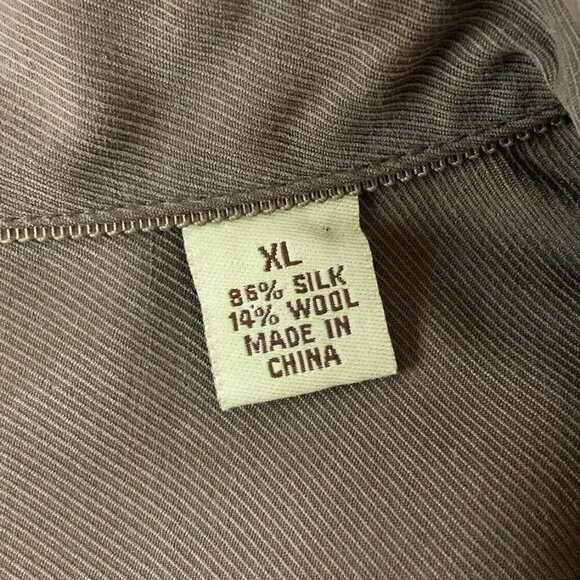 XL
86% SILK
14% WOOL
MADE IN
CHINA